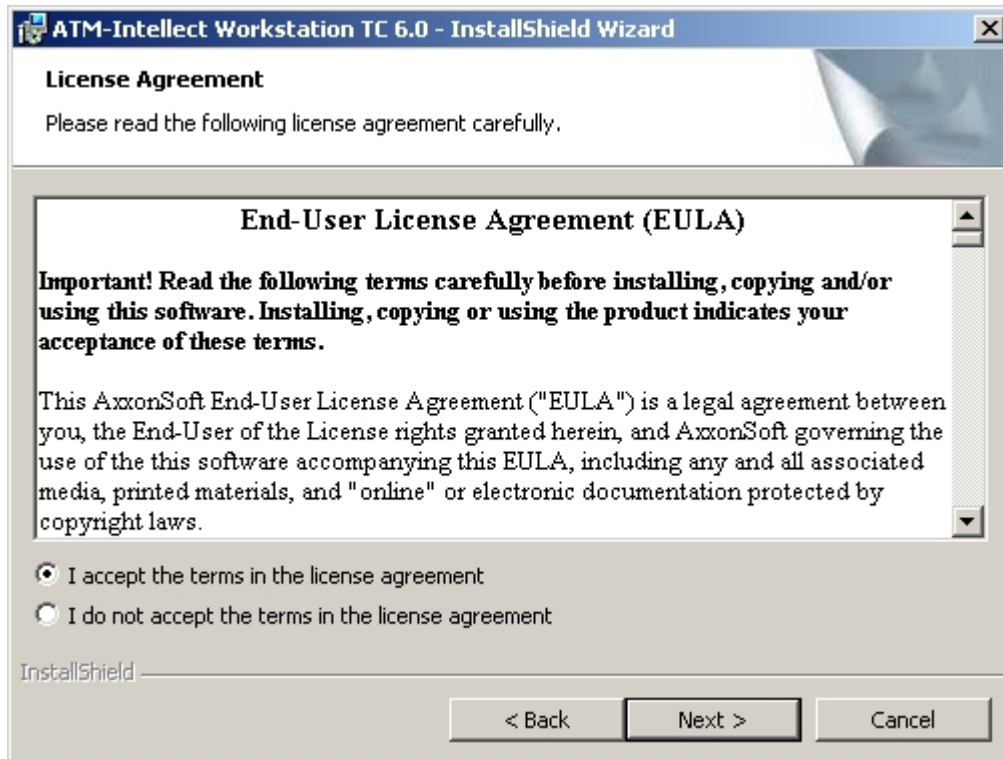 ATM-Intellect Workstation TC 6.0 - InstallShield Wizard
License Agreement
Please read the following license agreement carefully.
End-User License Agreement (EULA)
Important! Read the following terms carefully before installing, copying and/or
using this software. Installing, copying or using the product indicates your
acceptance of these terms.
This AxxonSoft End-User License Agreement ("EULA") is a legal agreement between
you, the End-User of the License rights granted herein, and AxxonSoft governing the
use of the this software accompanying this EULA, including any and all associated
media, printed materials, and "online" or electronic documentation protected by
copyright laws.
I accept the terms in the license agreement
I do not accept the terms in the license agreement
InstallShield
< Back
Next >
Cancel